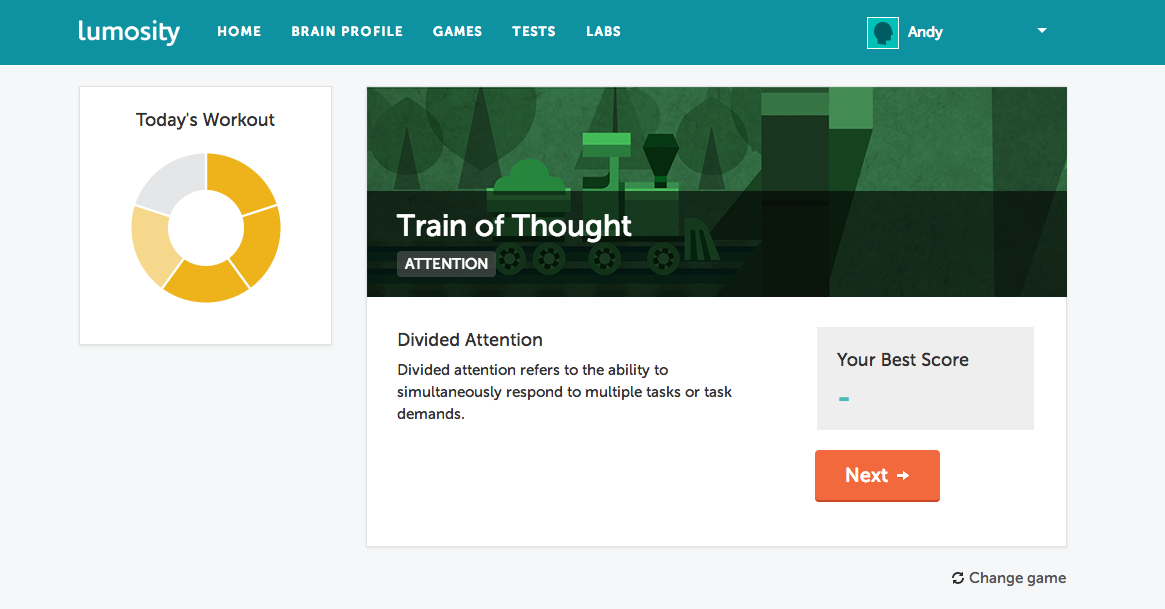 lumosity HOME BRAIN PROFILE GAMES TESTS LABS Andy
Today's Workout
Train of Thought
ATTENTION
Divided Attention
Divided attention refers to the ability to
simultaneously respond to multiple tasks or task
demands.
Your Best Score
-
Next
Change game